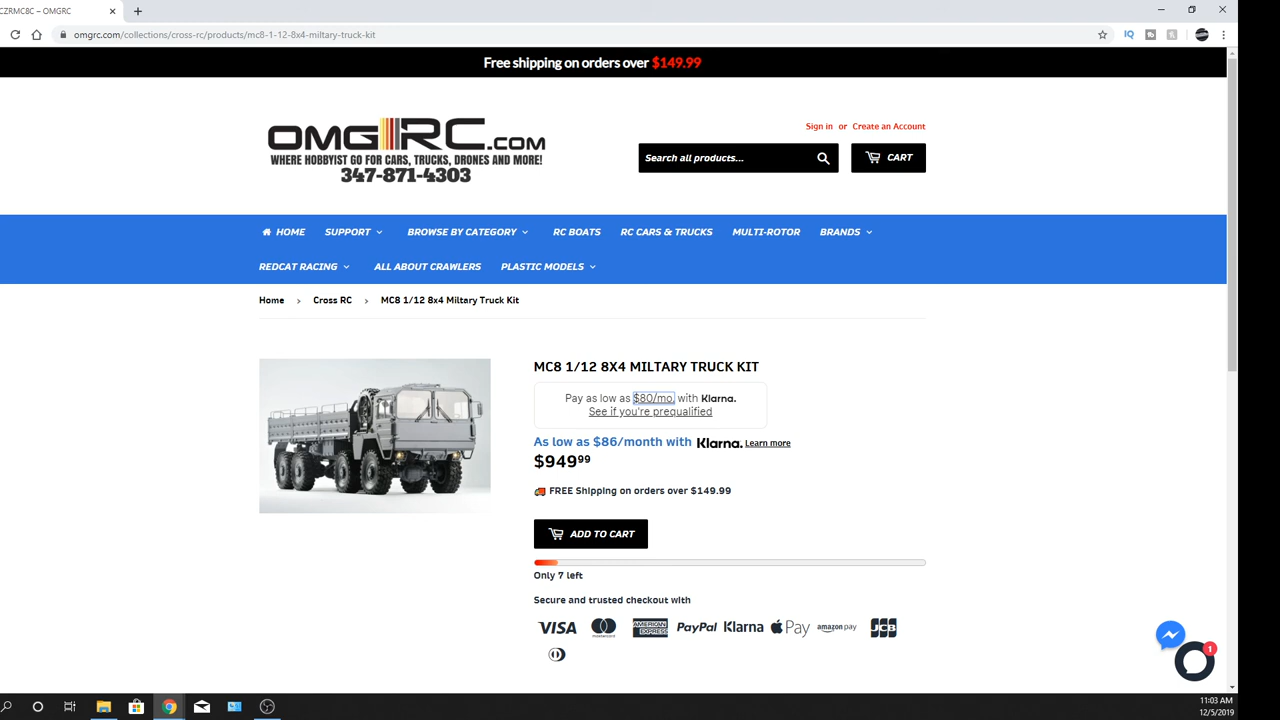 CZRMC8C – OMGRC
omgrc.com/collections/cross-rc/products/mc8-1-12-8x4-miltary-truck-kit
IQ
Free shipping on orders over $149.99
OMGRC.COM
WHERE HOBBYIST GO FOR CARS, TRUCKS, DRONES AND MORE!
347-871-4303
Sign in or Create an Account
Search all products...
CART
HOME SUPPORT BROWSE BY CATEGORY RC BOATS RC CARS & TRUCKS MULTI-ROTOR BRANDS
REDCAT RACING ALL ABOUT CRAWLERS PLASTIC MODELS
Home › Cross RC › MC8 1/12 8x4 Miltary Truck Kit
MC8 1/12 8X4 MILTARY TRUCK KIT
Pay as low as $80/mo. with Klarna.
See if you're prequalified
As low as $86/month with Klarna. Learn more
$949.99
FREE Shipping on orders over $149.99
ADD TO CART
Only 7 left
Secure and trusted checkout with
VISA mastercard AMERICAN EXPRESS PayPal Klarna Pay amazon pay JCB
1
11:03 AM
12/5/2019